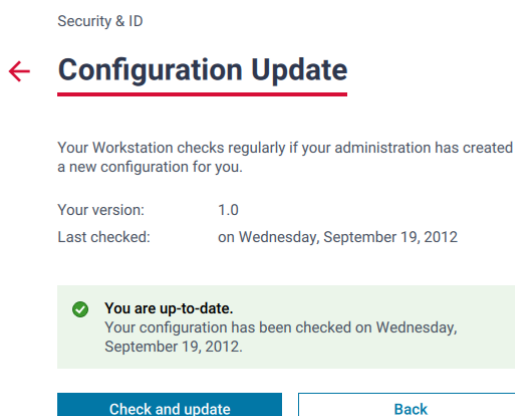 Security & ID
Configuration Update
Your Workstation checks regularly if your administration has created
a new configuration for you.
Your version: 1.0
Last checked: on Wednesday, September 19, 2012
You are up-to-date.
Your configuration has been checked on Wednesday,
September 19, 2012.
Check and update Back